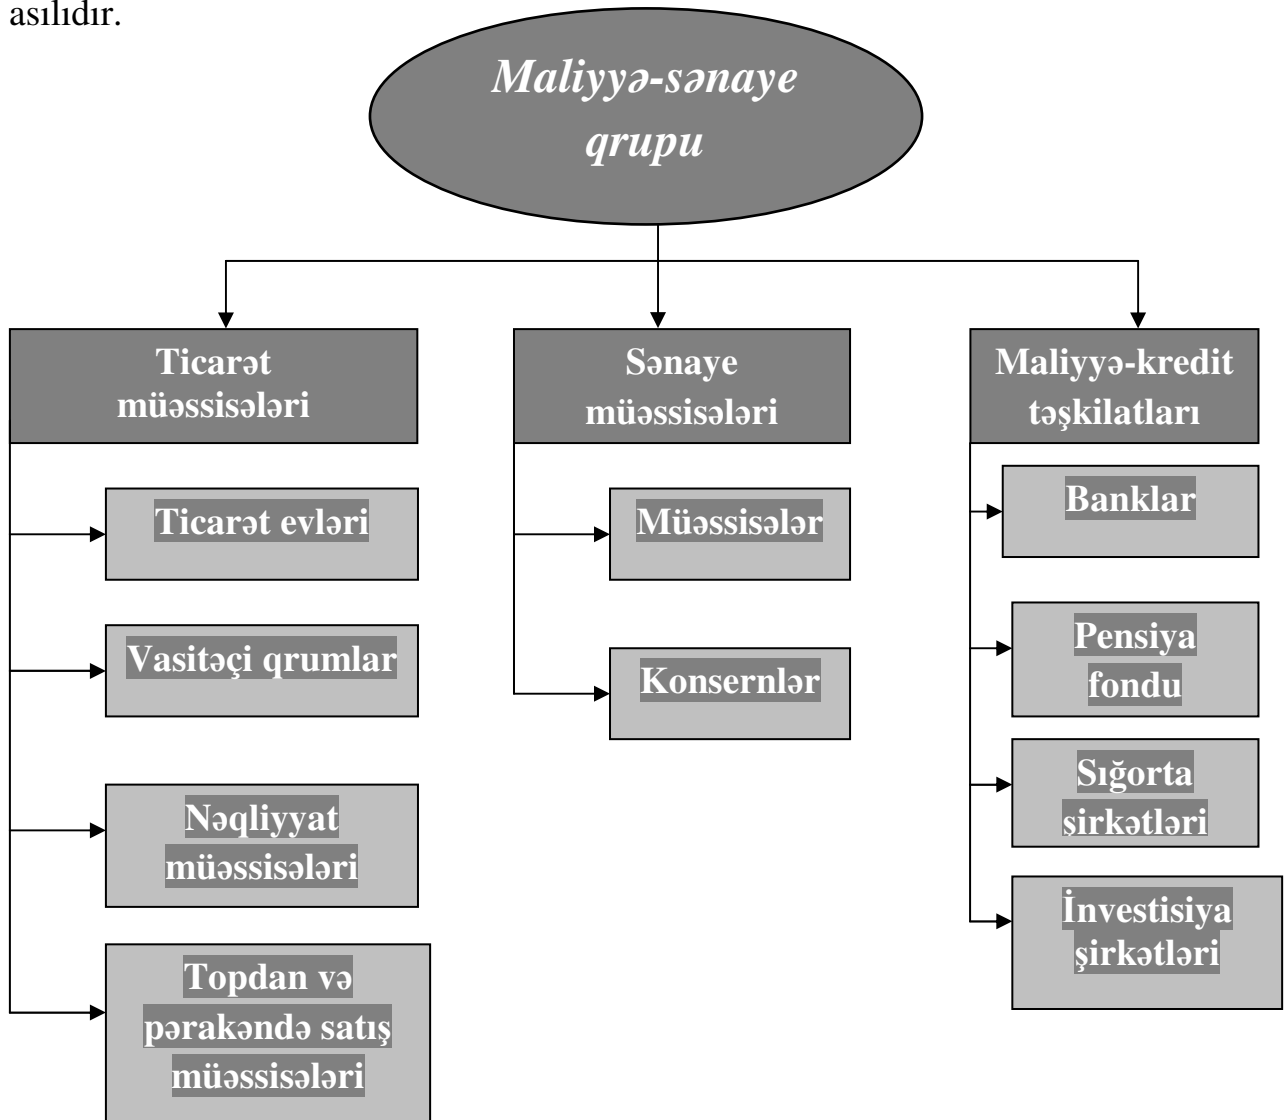 asılıdır.
Maliyyə-sənaye
qrupu
Ticarət
müəssisələri
Ticarət evləri
Vasitəçi qrumlar
Nəqliyyat
müəssisələri
Topdan və
pərakəndə satış
müəssisələri
Sənaye
müəssisələri
Müəssisələr
Konsernlər
Maliyyə-kredit
təşkilatları
Banklar
Pensiya
fondu
Sığorta
şirkətləri
İnvestisiya
şirkətləri